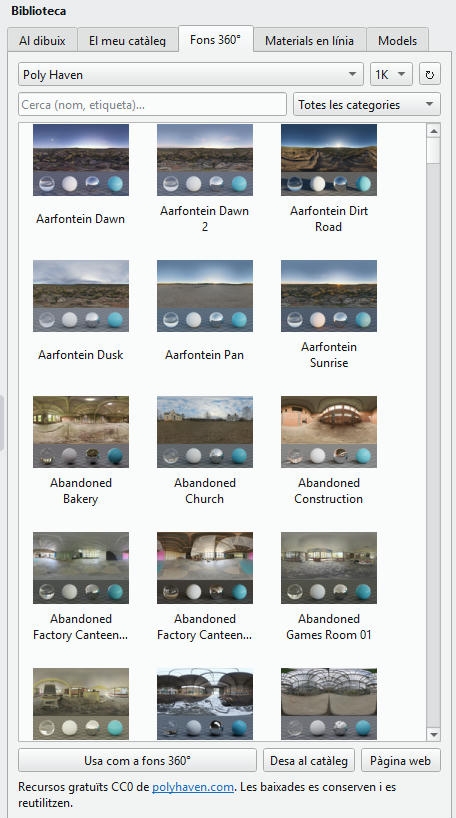 Biblioteca
Al dibuix
El meu catàleg
Fons 360°
Materials en línia
Models
Poly Haven
1K
Cerca (nom, etiqueta)...
Totes les categories
Aarfontein Dawn
Aarfontein Dawn
2
Aarfontein Dirt
Road
Aarfontein Dusk
Aarfontein Pan
Aarfontein
Sunrise
Abandoned
Bakery
Abandoned
Church
Abandoned
Construction
Abandoned
Factory Canteen...
Abandoned
Factory Canteen...
Abandoned
Games Room 01
Usa com a fons 360°
Desa al catàleg
Pàgina web
Recursos gratuïts CC0 de polyhaven.com. Les baixades es conserven i es
reutilitzen.